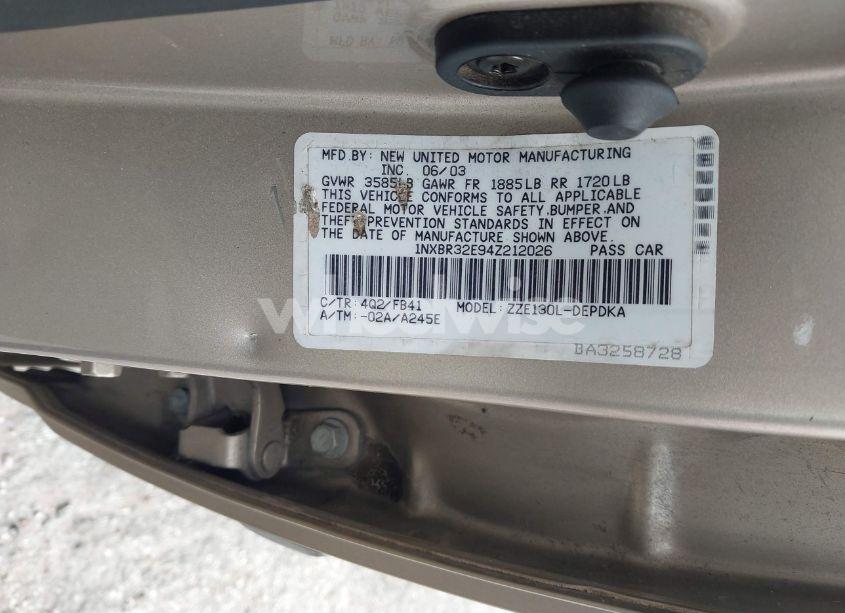 MFD.BY: NEW UNITED MOTOR MANUFACTURING
INC. 06/03
GVWR 3585LB GAWR FR 1885LB RR 1720LB
THIS VEHICLE CONFORMS TO ALL APPLICABLE
FEDERAL MOTOR VEHICLE SAFETY,BUMPER,AND
THEFT PREVENTION STANDARDS IN EFFECT ON
THE DATE OF MANUFACTURE SHOWN ABOVE.
1NXBR32E94Z212026 PASS CAR
C/TR: 4Q2/FB41 MODEL: ZZE130L-DEPDKA
A/TM: -02A/A245E
BA3258728
wheelwise